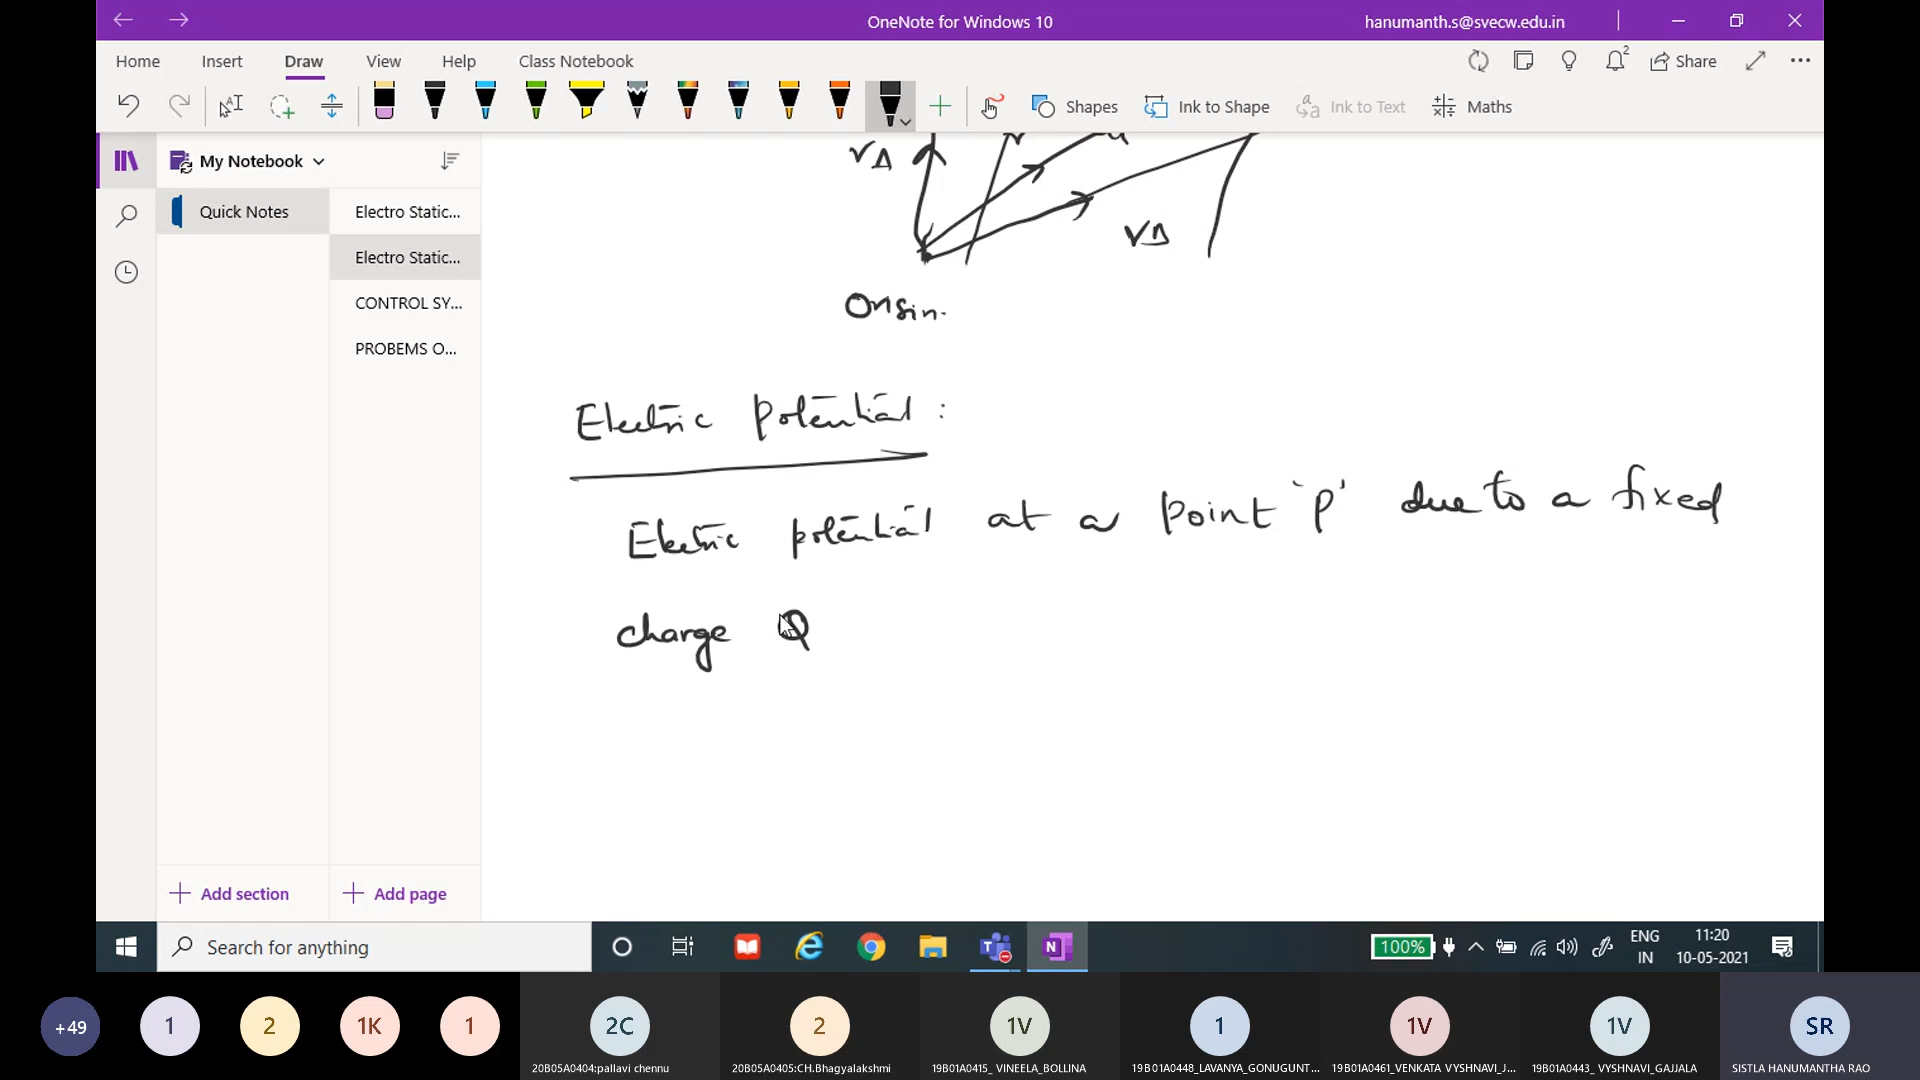 OneNote for Windows 10
hanumanth.s@svecw.edu.in
Home Insert Draw View Help Class Notebook
2
Share
Shapes Ink to Shape Ink to Text Maths
My Notebook
Quick Notes
Electro Static...
Electro Static...
CONTROL SY...
PROBEMS O...
VΔ
VΔ
Origin.
Electric potential:
Electric potential at a point 'p' due to a fixed
charge Q
Add section
Add page
Search for anything
100%
ENG
IN
11:20
10-05-2021
+49 1 2 1K 1 2C 2 1V 1 1V 1V SR
20B05A0404:pallavi chennu
20B05A0405:CH.Bhagyalakshmi
19B01A0415_ VINEELA_BOLLINA
19B01A0448_LAVANYA_GONUGUNT...
19B01A0461_VENKATA VYSHNAVI_J...
19B01A0443_ VYSHNAVI_GAJJALA
SISTLA HANUMANTHA RAO